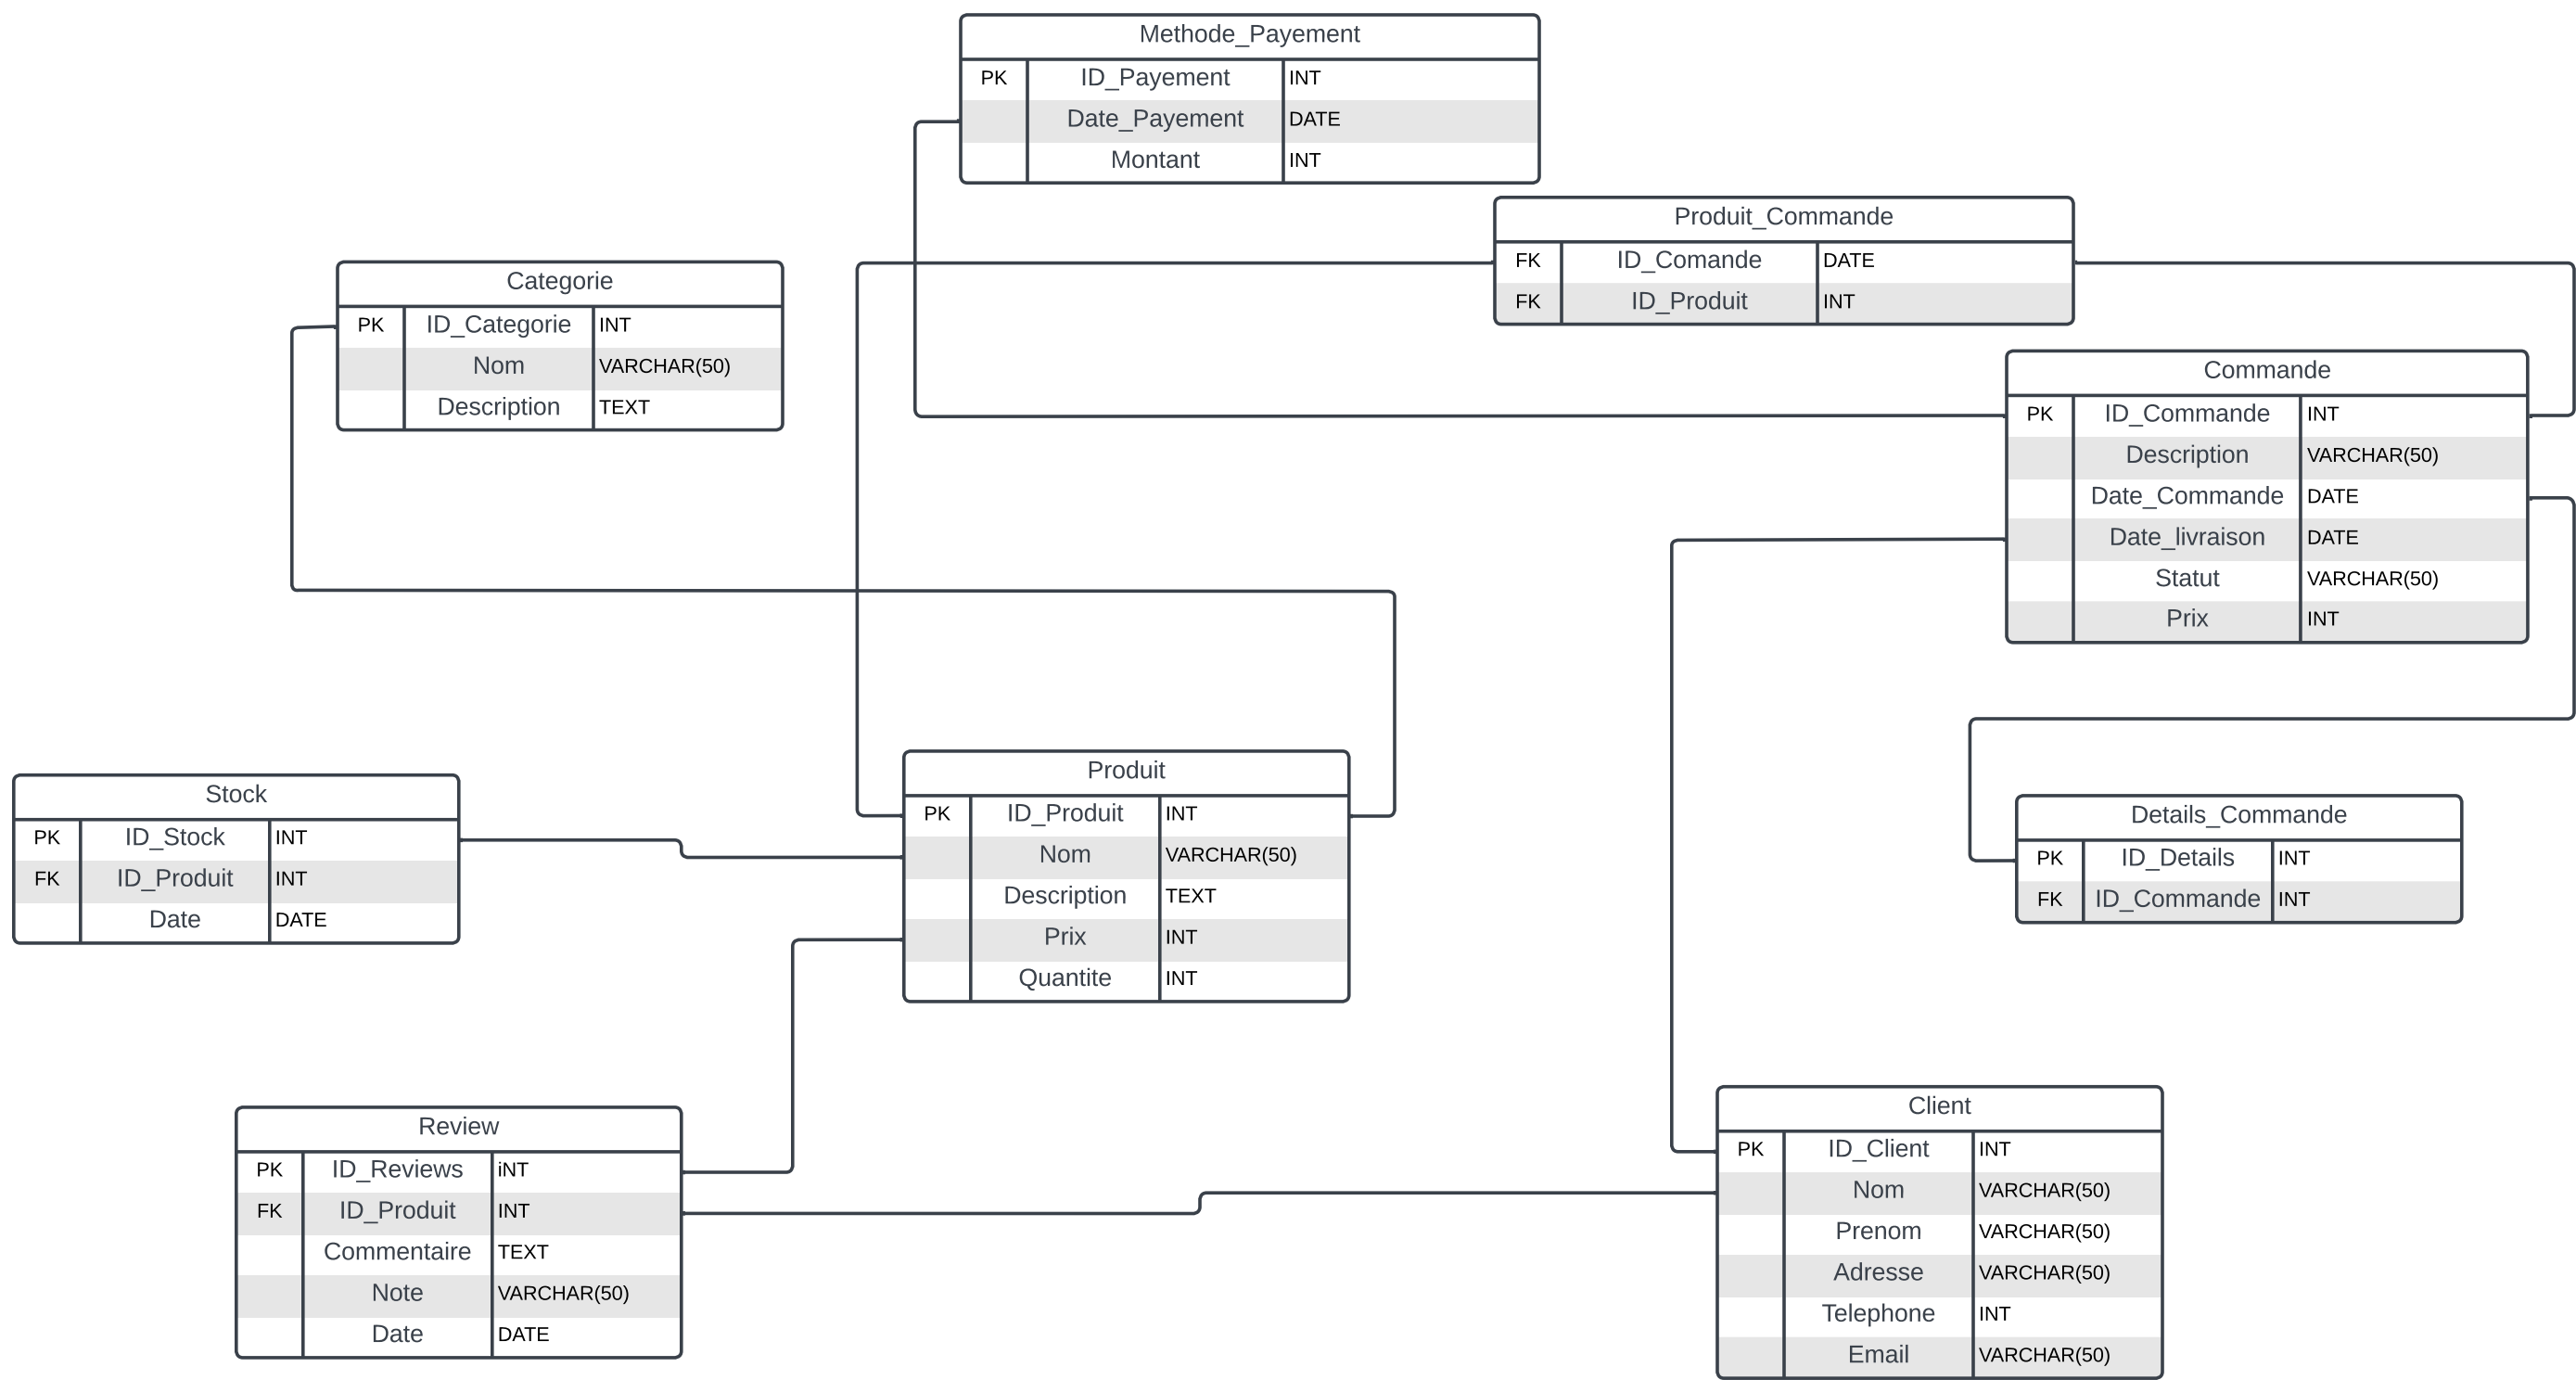 Methode_Payement
PK ID_Payement INT
Date_Payement DATE
Montant INT
Produit_Commande
FK ID_Comande DATE
FK ID_Produit INT
Categorie
PK ID_Categorie INT
Nom VARCHAR(50)
Description TEXT
Commande
PK ID_Commande INT
Description VARCHAR(50)
Date_Commande DATE
Date_livraison DATE
Statut VARCHAR(50)
Prix INT
Produit
PK ID_Produit INT
Nom VARCHAR(50)
Description TEXT
Prix INT
Quantite INT
Stock
PK ID_Stock INT
FK ID_Produit INT
Date DATE
Details_Commande
PK ID_Details INT
FK ID_Commande INT
Review
PK ID_Reviews iNT
FK ID_Produit INT
Commentaire TEXT
Note VARCHAR(50)
Date DATE
Client
PK ID_Client INT
Nom VARCHAR(50)
Prenom VARCHAR(50)
Adresse VARCHAR(50)
Telephone INT
Email VARCHAR(50)